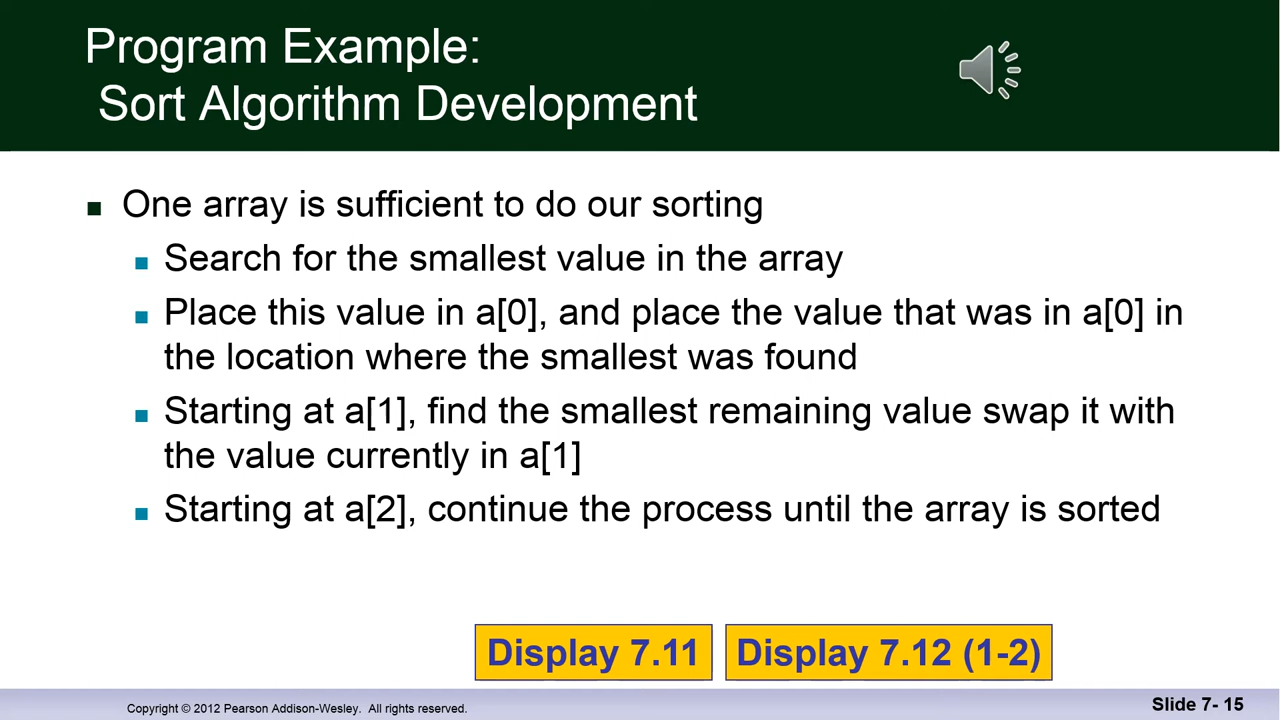 Program Example:
Sort Algorithm Development
One array is sufficient to do our sorting
Search for the smallest value in the array
Place this value in a[0], and place the value that was in a[0] in
the location where the smallest was found
Starting at a[1], find the smallest remaining value swap it with
the value currently in a[1]
Starting at a[2], continue the process until the array is sorted
Display 7.11
Display 7.12 (1-2)
Copyright © 2012 Pearson Addison-Wesley.  All rights reserved.
Slide 7- 15